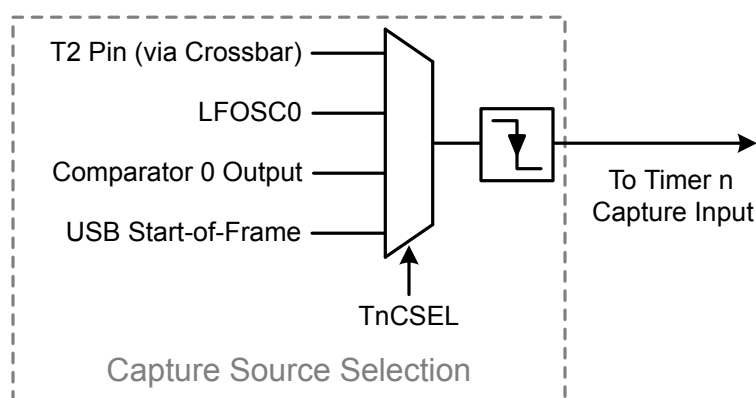 T2 Pin (via Crossbar)
LFOSC0
Comparator 0 Output
USB Start-of-Frame
To Timer n
Capture Input
TnCSEL
Capture Source Selection